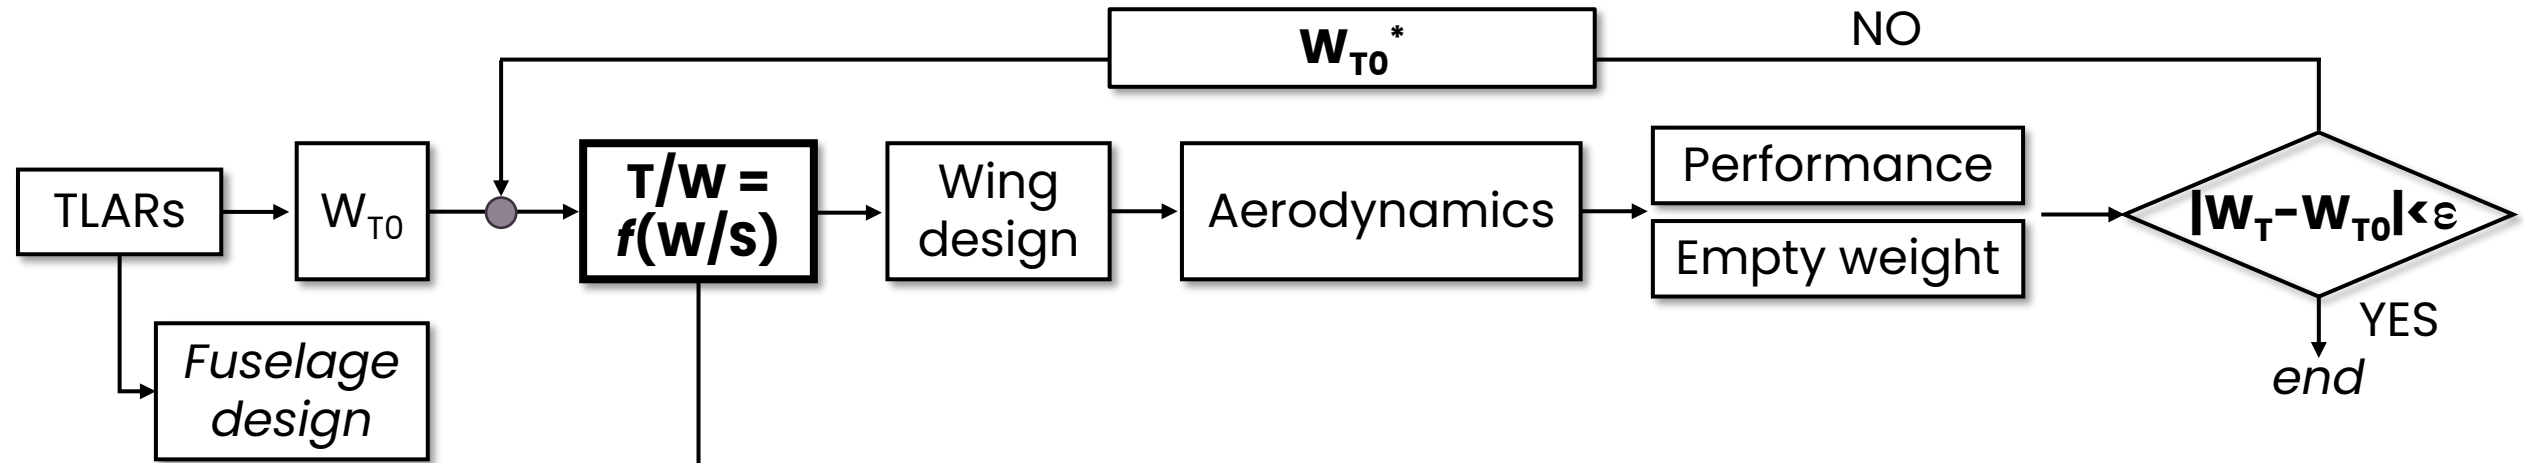 W_T0*
NO
TLARs
W_T0
T/W =
f(W/S)
Wing
design
Aerodynamics
Performance
Empty weight
|W_T-W_T0|<ε
YES
end
Fuselage
design